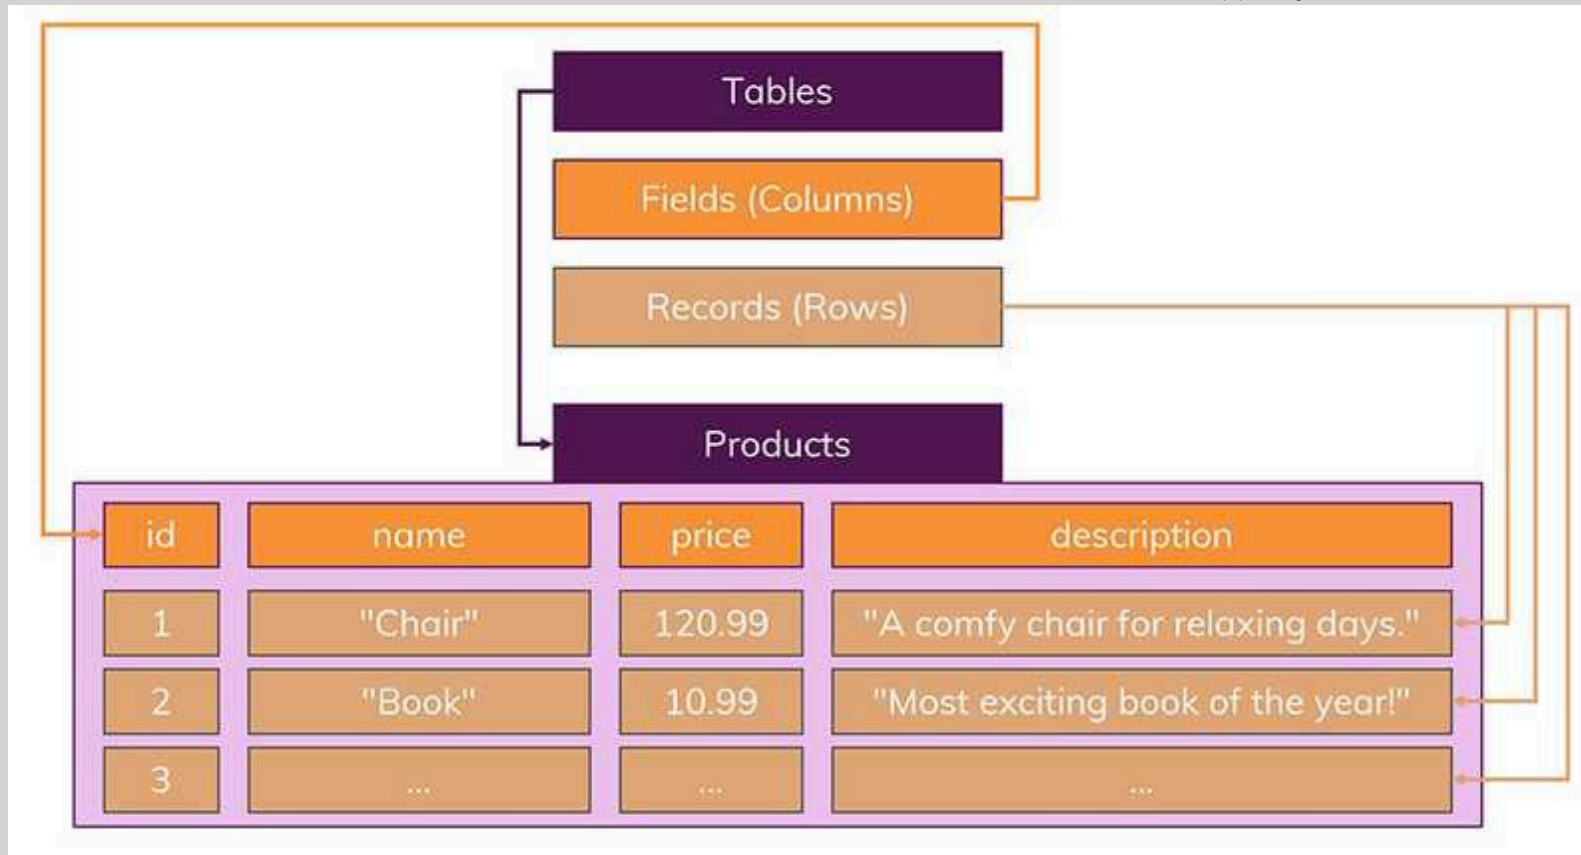 Tables
Fields (Columns)
Records (Rows)
Products
id name price description
1 "Chair" 120.99 "A comfy chair for relaxing days."
2 "Book" 10.99 "Most exciting book of the year!"
3 ... ... ...